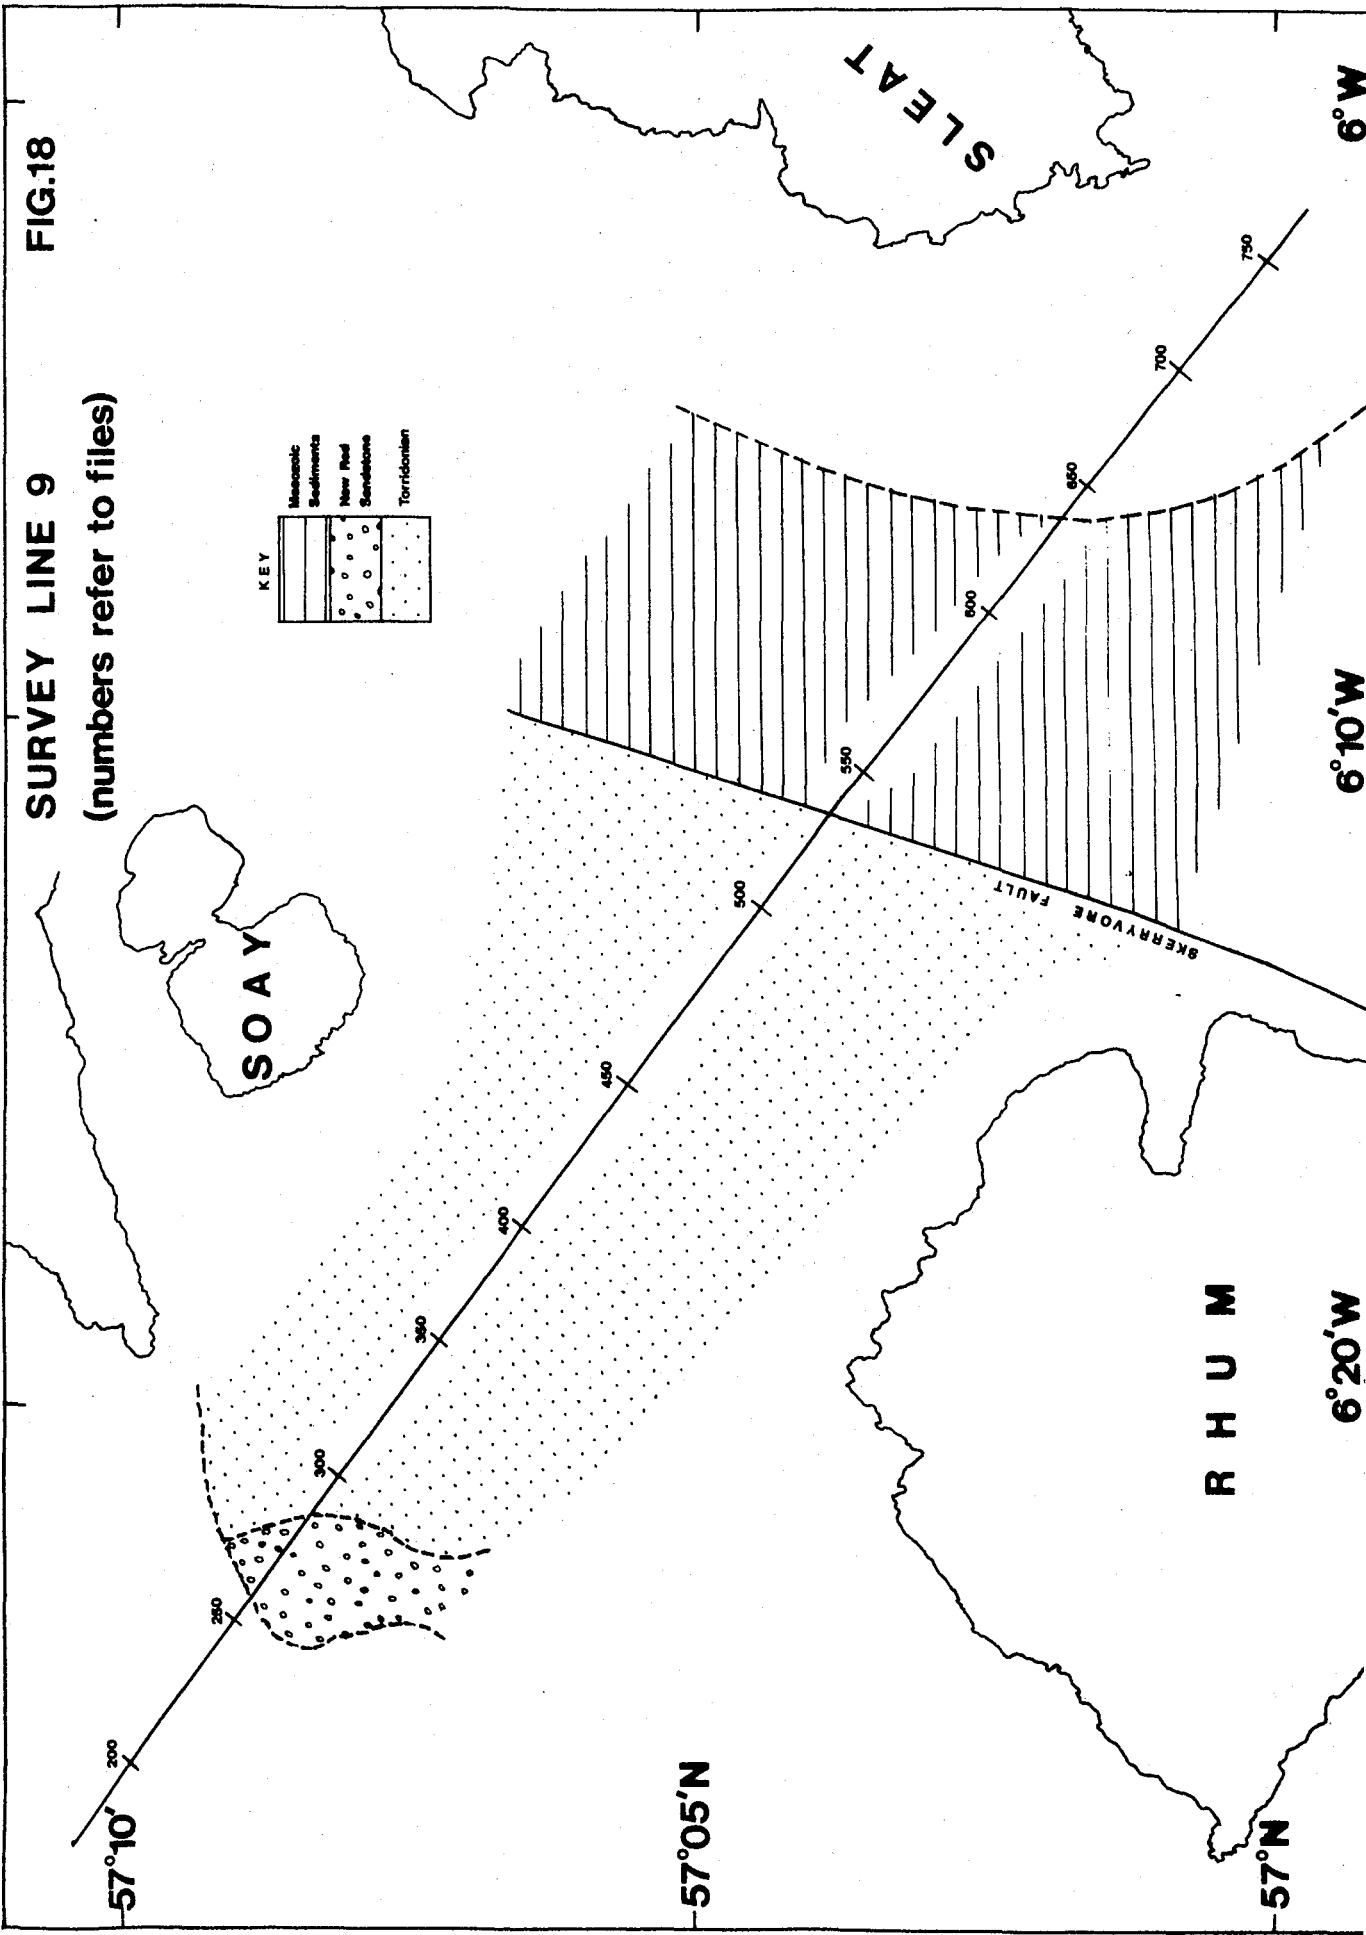 SURVEY LINE 9 FIG.18
(numbers refer to files)
KEY
Mesozoic
Sediments
New Red
Sandstone
Torridonian
SOAY
SLEAT
RHUM
SKERRYVORE FAULT
200
250
300
350
400
450
500
550
600
650
700
750
57°10'
57°05'N
57°N
6°20'W
6°10'W
6°W